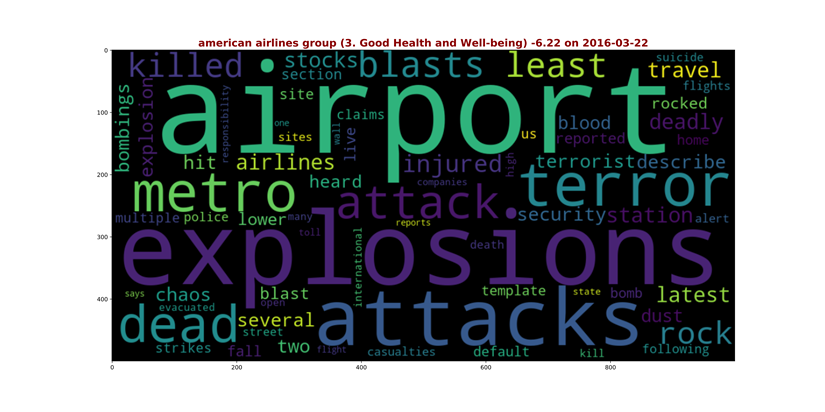 american airlines group (3. Good Health and Well-being) -6.22 on 2016-03-22
0
100
200
300
400
0
200
400
600
800
killed
stocks
blasts
least
suicide
travel
section
flights
bombings
explosion
airport
site
responsibility
one
sites
wall
claims
live
us
blood
reported
rocked
deadly
home
hit
airlines
injured
high
terrorist
describe
metro
heard
companies
terror
attack
multiple
police
lower
many
reports
security
station
alert
toll
international
death
explosions
says
chaos
evacuated
blast
open
template
state
bomb
latest
dead
several
street
attacks
dust
rock
strikes
fall
two
flight
casualties
default
kill
following